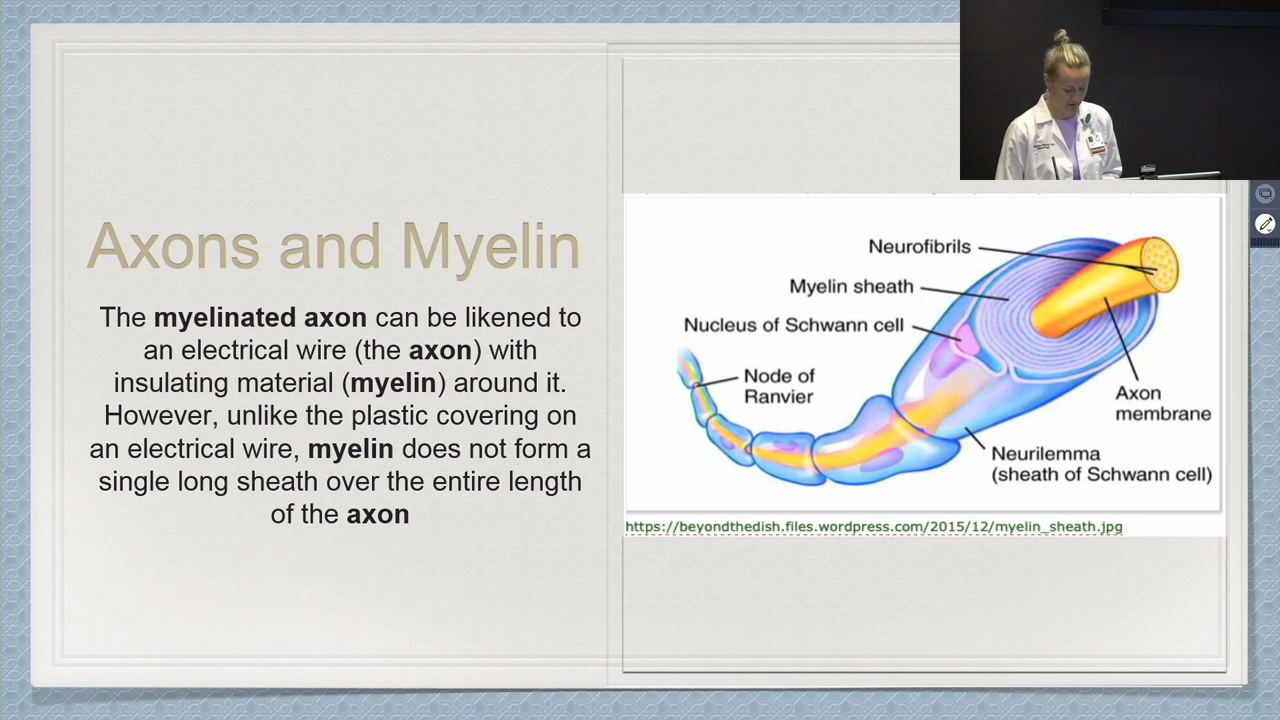 Axons and Myelin
The myelinated axon can be likened to
an electrical wire (the axon) with
insulating material (myelin) around it.
However, unlike the plastic covering on
an electrical wire, myelin does not form a
single long sheath over the entire length
of the axon
Neurofibrils
Myelin sheath
Nucleus of Schwann cell
Node of
Ranvier
Axon
membrane
Neurilemma
(sheath of Schwann cell)
https://beyondthedish.files.wordpress.com/2015/12/myelin_sheath.jpg